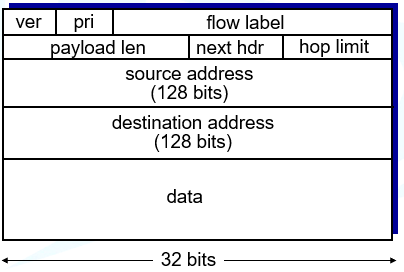 ver pri flow label
payload len next hdr hop limit
source address
(128 bits)
destination address
(128 bits)
data
32 bits